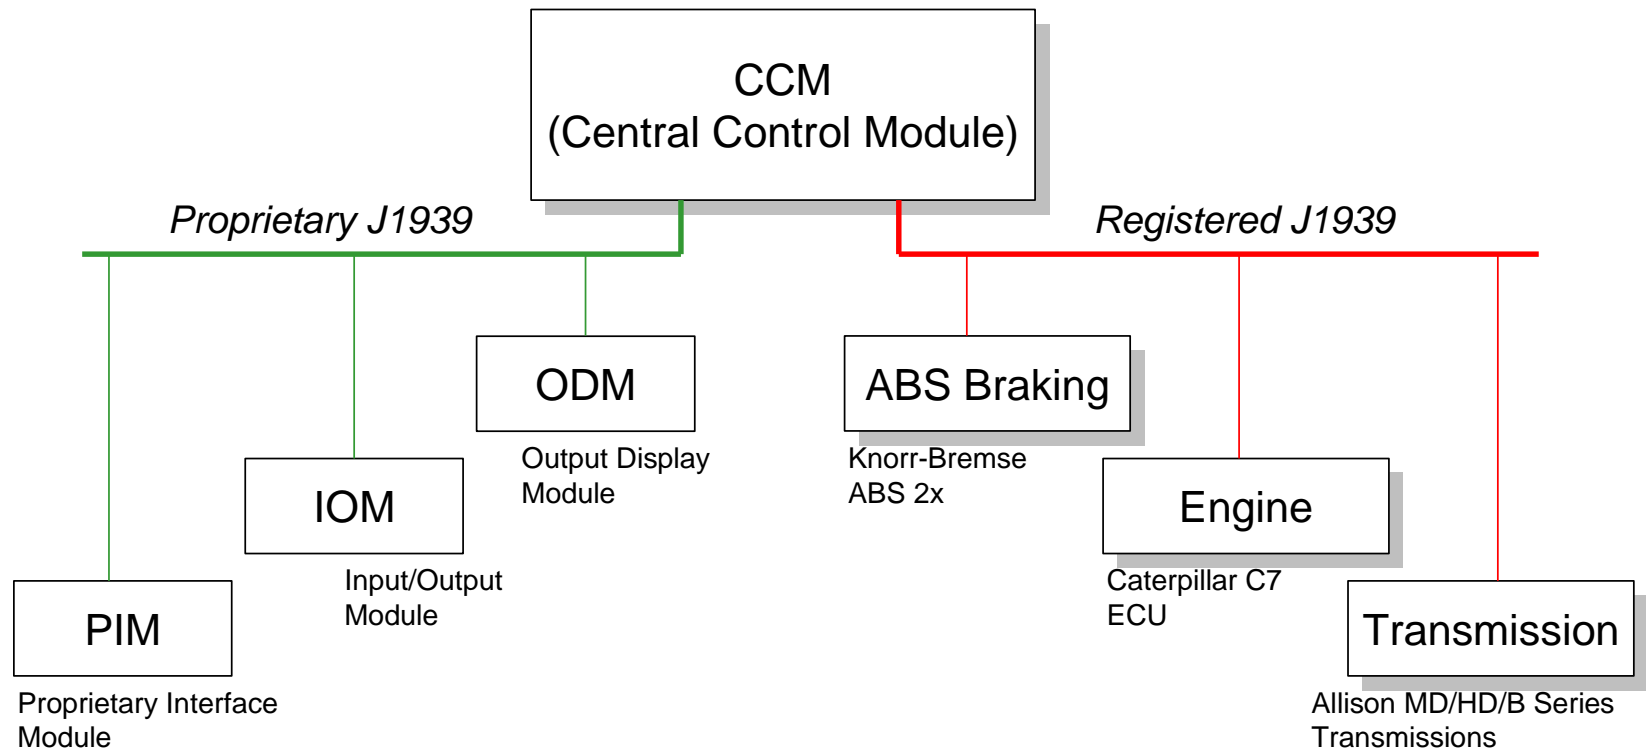 CCM
(Central Control Module)
Proprietary J1939
Registered J1939
ODM
Output Display
Module
ABS Braking
Knorr-Bremse
ABS 2x
IOM
Input/Output
Module
Engine
Caterpillar C7
ECU
PIM
Proprietary Interface
Module
Transmission
Allison MD/HD/B Series
Transmissions